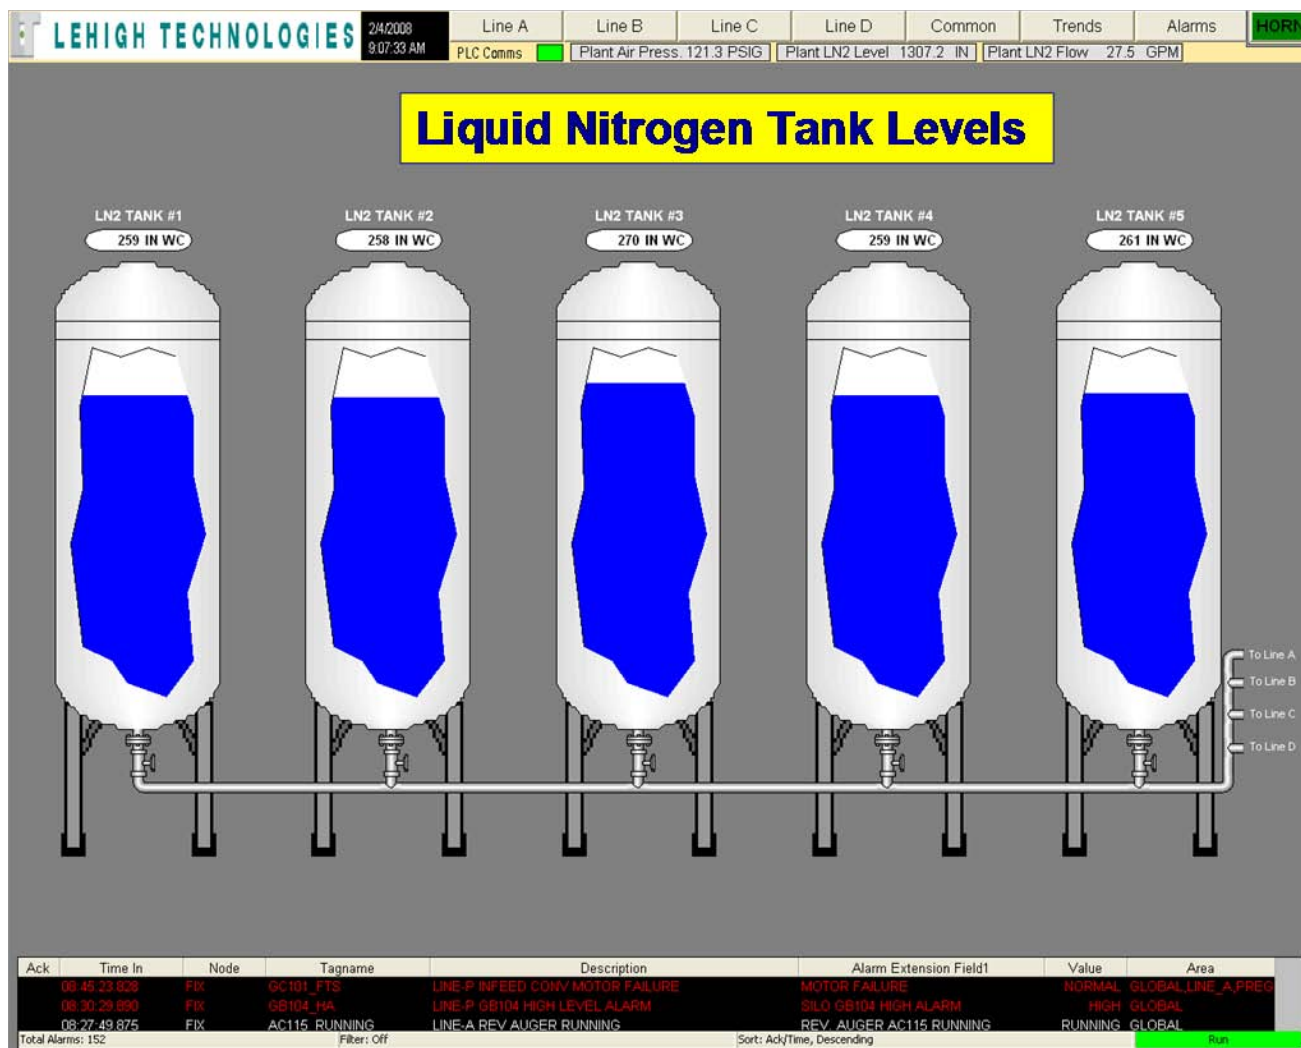 LEHIGH TECHNOLOGIES
2/4/2008
9:07:33 AM
Line A Line B Line C Line D Common Trends Alarms HORN
PLC Comms Plant Air Press. 121.3 PSIG Plant LN2 Level 1307.2 IN Plant LN2 Flow 27.5 GPM
Liquid Nitrogen Tank Levels
LN2 TANK #1 LN2 TANK #2 LN2 TANK #3 LN2 TANK #4 LN2 TANK #5
259 IN WC 258 IN WC 270 IN WC 259 IN WC 261 IN WC
To Line A
To Line B
To Line C
To Line D
Ack Time In Node Tagname Description Alarm Extension Field1 Value Area
08:45:23.828 FIX GC101_FTS LINE-P INFEED CONV MOTOR FAILURE MOTOR FAILURE NORMAL GLOBAL,LINE_A,PREG
08:30:29.890 FIX GB104_HA LINE-P GB104 HIGH LEVEL ALARM SILO GB104 HIGH ALARM HIGH GLOBAL
08:27:49.875 FIX AC115_RUNNING LINE-A REV AUGER RUNNING REV. AUGER AC115 RUNNING RUNNING GLOBAL
Total Alarms: 152 Filter: Off Sort: Ack/Time, Descending Run